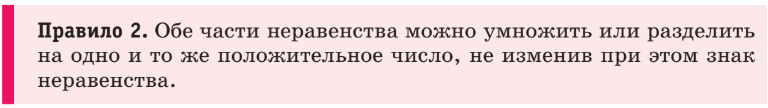 Правило 2. Обе части неравенства можно умножить или разделить
на одно и то же положительное число, не изменив при этом знак
неравенства.